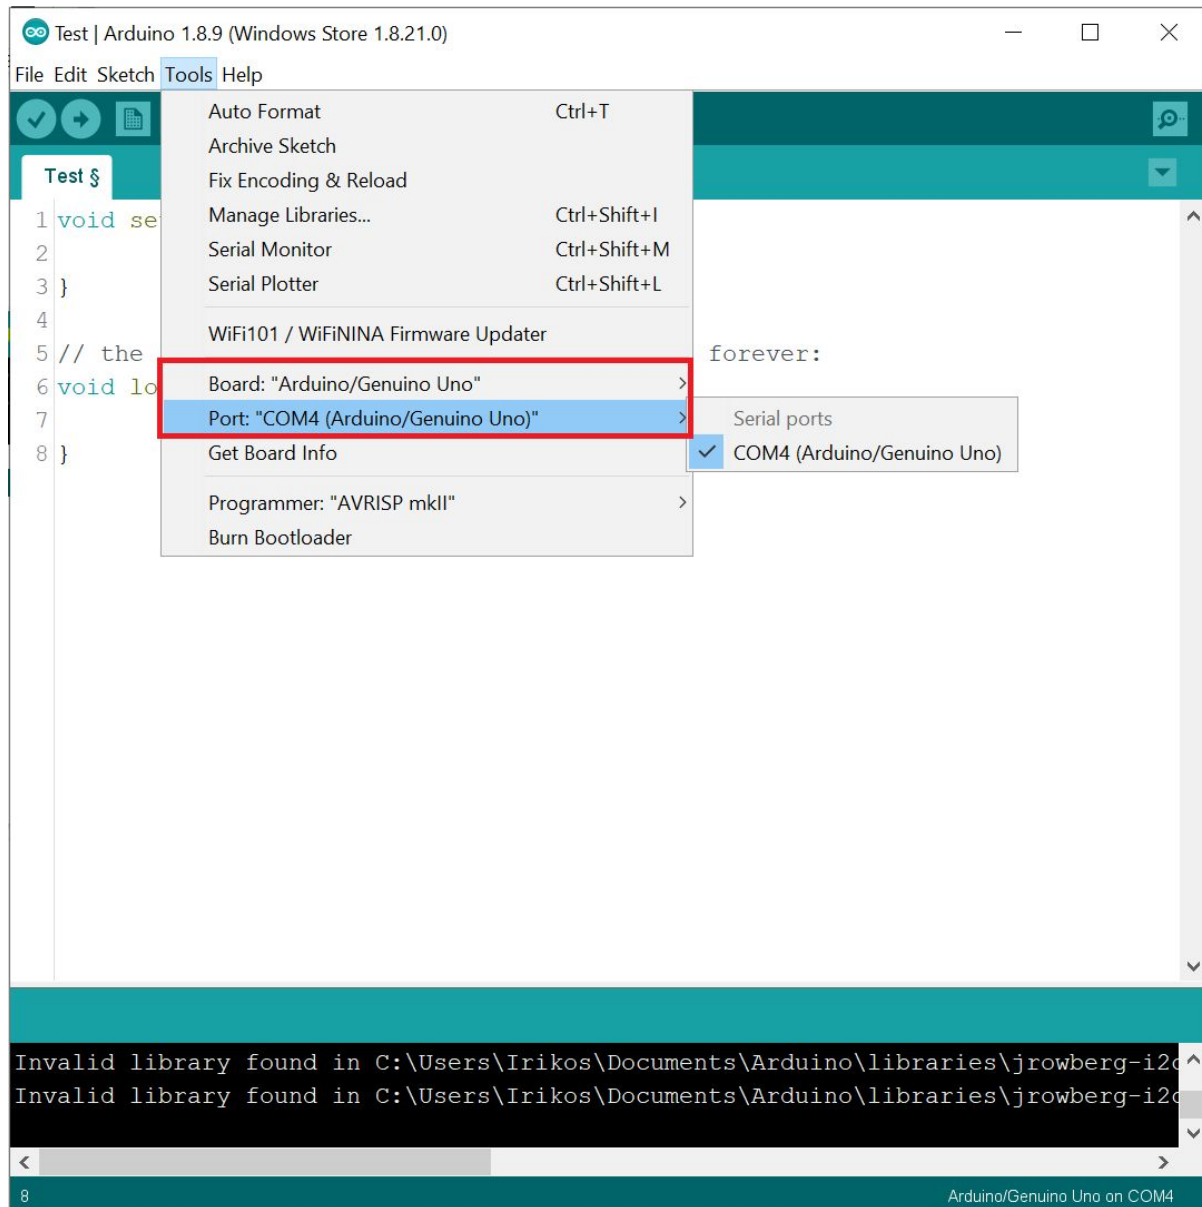 Test | Arduino 1.8.9 (Windows Store 1.8.21.0)
File Edit Sketch Tools Help
Auto Format Ctrl+T
Archive Sketch
Fix Encoding & Reload
Manage Libraries... Ctrl+Shift+I
Serial Monitor Ctrl+Shift+M
Serial Plotter Ctrl+Shift+L
WiFi101 / WiFiNINA Firmware Updater
Board: "Arduino/Genuino Uno"
Port: "COM4 (Arduino/Genuino Uno)"
Get Board Info
Programmer: "AVRISP mkII"
Burn Bootloader
Serial ports
COM4 (Arduino/Genuino Uno)
Test §
1 void se
2
3 }
4
5 // the forever:
6 void lo
7
8 }
Invalid library found in C:\Users\Irikos\Documents\Arduino\libraries\jrowberg-i2c
Invalid library found in C:\Users\Irikos\Documents\Arduino\libraries\jrowberg-i2c
8 Arduino/Genuino Uno on COM4